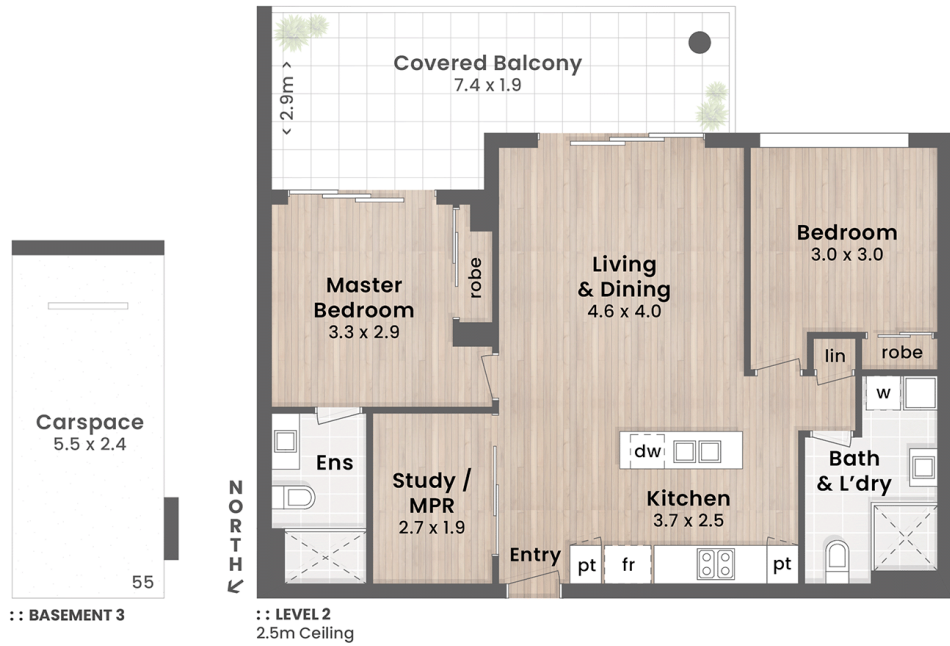 Covered Balcony
7.4 x 1.9
< 2.9m >
Bedroom
3.0 x 3.0
Living
& Dining
4.6 x 4.0
robe
Master
Bedroom
3.3 x 2.9
lin
robe
w
Carspace
5.5 x 2.4
dw
Ens
Bath
& L’dry
Study /
MPR
2.7 x 1.9
Kitchen
3.7 x 2.5
NORTH
Entry
pt
fr
pt
55
:: BASEMENT 3
:: LEVEL 2
2.5m Ceiling